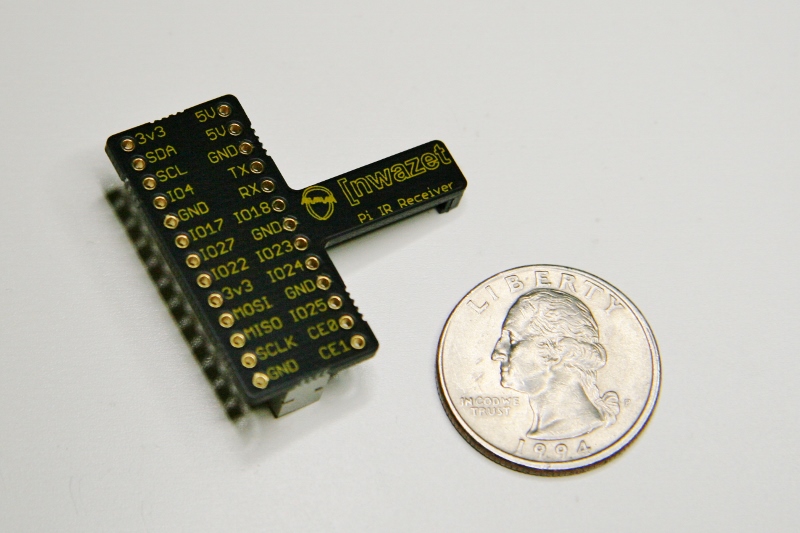 3v3 5V
SDA 5V
SCL GND
IO4 TX
GND RX
IO17 IO18
IO27 GND
IO22 IO23
3v3 IO24
MOSI GND
MISO IO25
SCLK CE0
GND CE1
[nwazet
Pi IR Receiver
LIBERTY
IN GOD WE
TRUST
P
1994